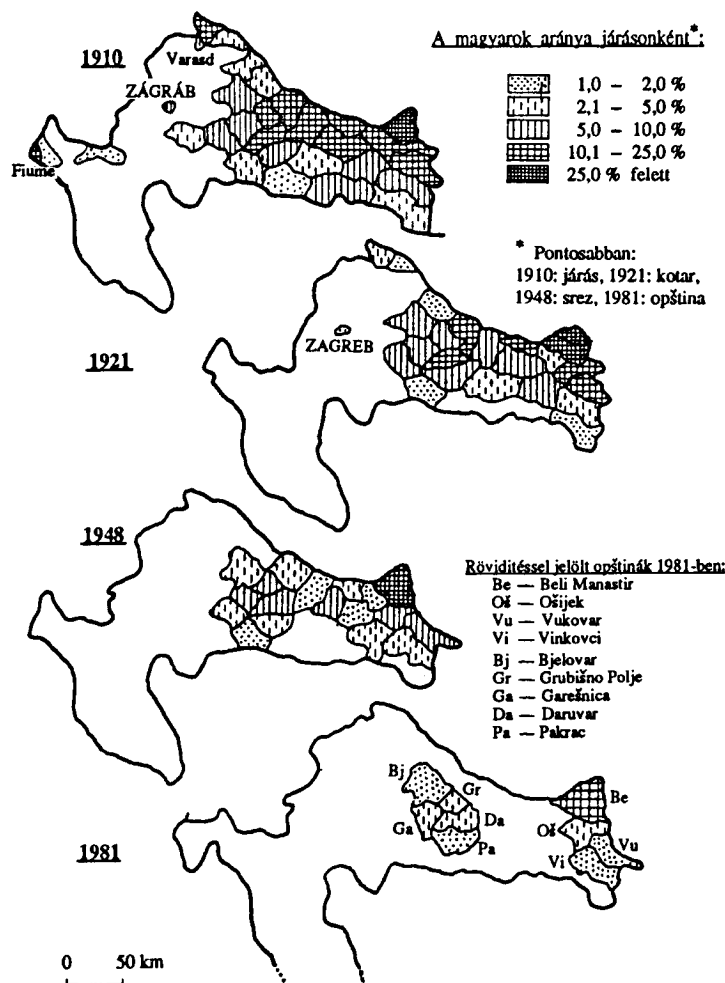 1910
Varasd
ZÁGRÁB
Fiume
A magyarok aránya járásonként*:
1,0 – 2,0 %
2,1 – 5,0 %
5,0 – 10,0 %
10,1 – 25,0 %
25,0 % felett
* Pontosabban:
1910: járás, 1921: kotar,
1948: srez, 1981: opština
1921
ZAGREB
1948
Röviditéssel jelölt opštinák 1981-ben:
Be — Beli Manastir
Oš — Ošijek
Vu — Vukovar
Vi — Vinkovci
Bj — Bjelovar
Gr — Grubišno Polje
Ga — Garešnica
Da — Daruvar
Pa — Pakrac
1981
Bj
Gr
Ga
Da
Pa
Be
Oš
Vu
Vi
0 50 km